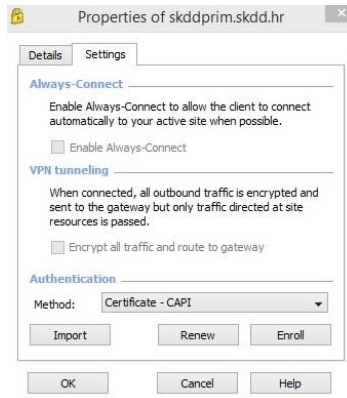 Properties of skddprim.skdd.hr
Details
Settings
Always-Connect
Enable Always-Connect to allow the client to connect
automatically to your active site when possible.
Enable Always-Connect
VPN tunneling
When connected, all outbound traffic is encrypted and
sent to the gateway but only traffic directed at site
resources is passed.
Encrypt all traffic and route to gateway
Authentication
Method: Certificate - CAPI
Import Renew Enroll
OK Cancel Help